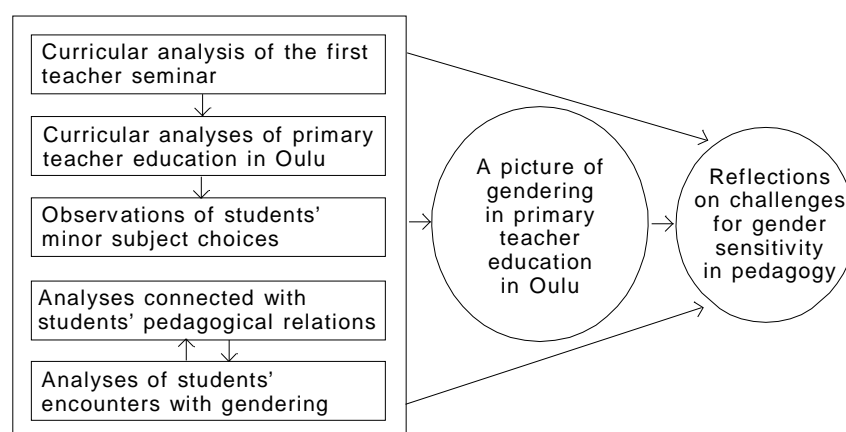 Curricular analysis of the first
teacher seminar
Curricular analyses of primary
teacher education in Oulu
Observations of students’
minor subject choices
Analyses connected with
students’ pedagogical relations
Analyses of students’
encounters with gendering
A picture of
gendering
in primary
teacher
education
in Oulu
Reflections
on challenges
for gender
sensitivity
in pedagogy